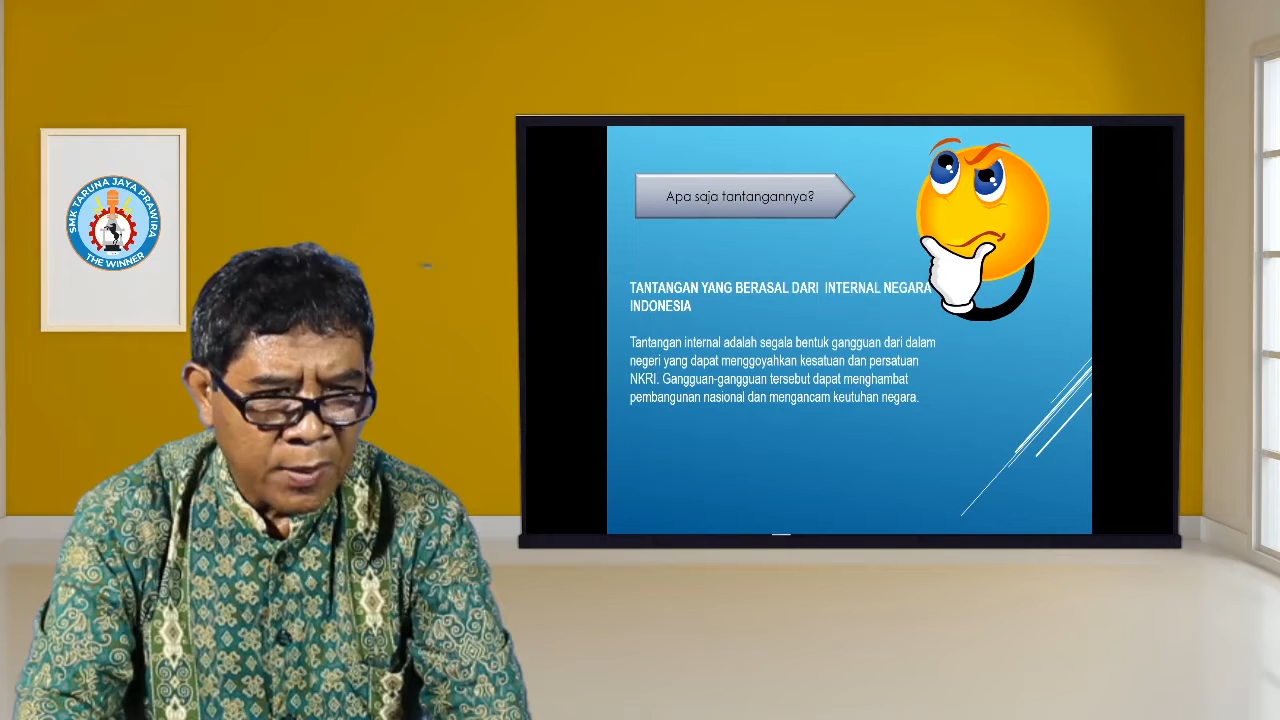 SMK TARUNA JAYA PRAWIRA
THE WINNER
Apa saja tantangannya?
TANTANGAN YANG BERASAL DARI INTERNAL NEGARA
INDONESIA
Tantangan internal adalah segala bentuk gangguan dari dalam
negeri yang dapat menggoyahkan kesatuan dan persatuan
NKRI. Gangguan-gangguan tersebut dapat menghambat
pembangunan nasional dan mengancam keutuhan negara.